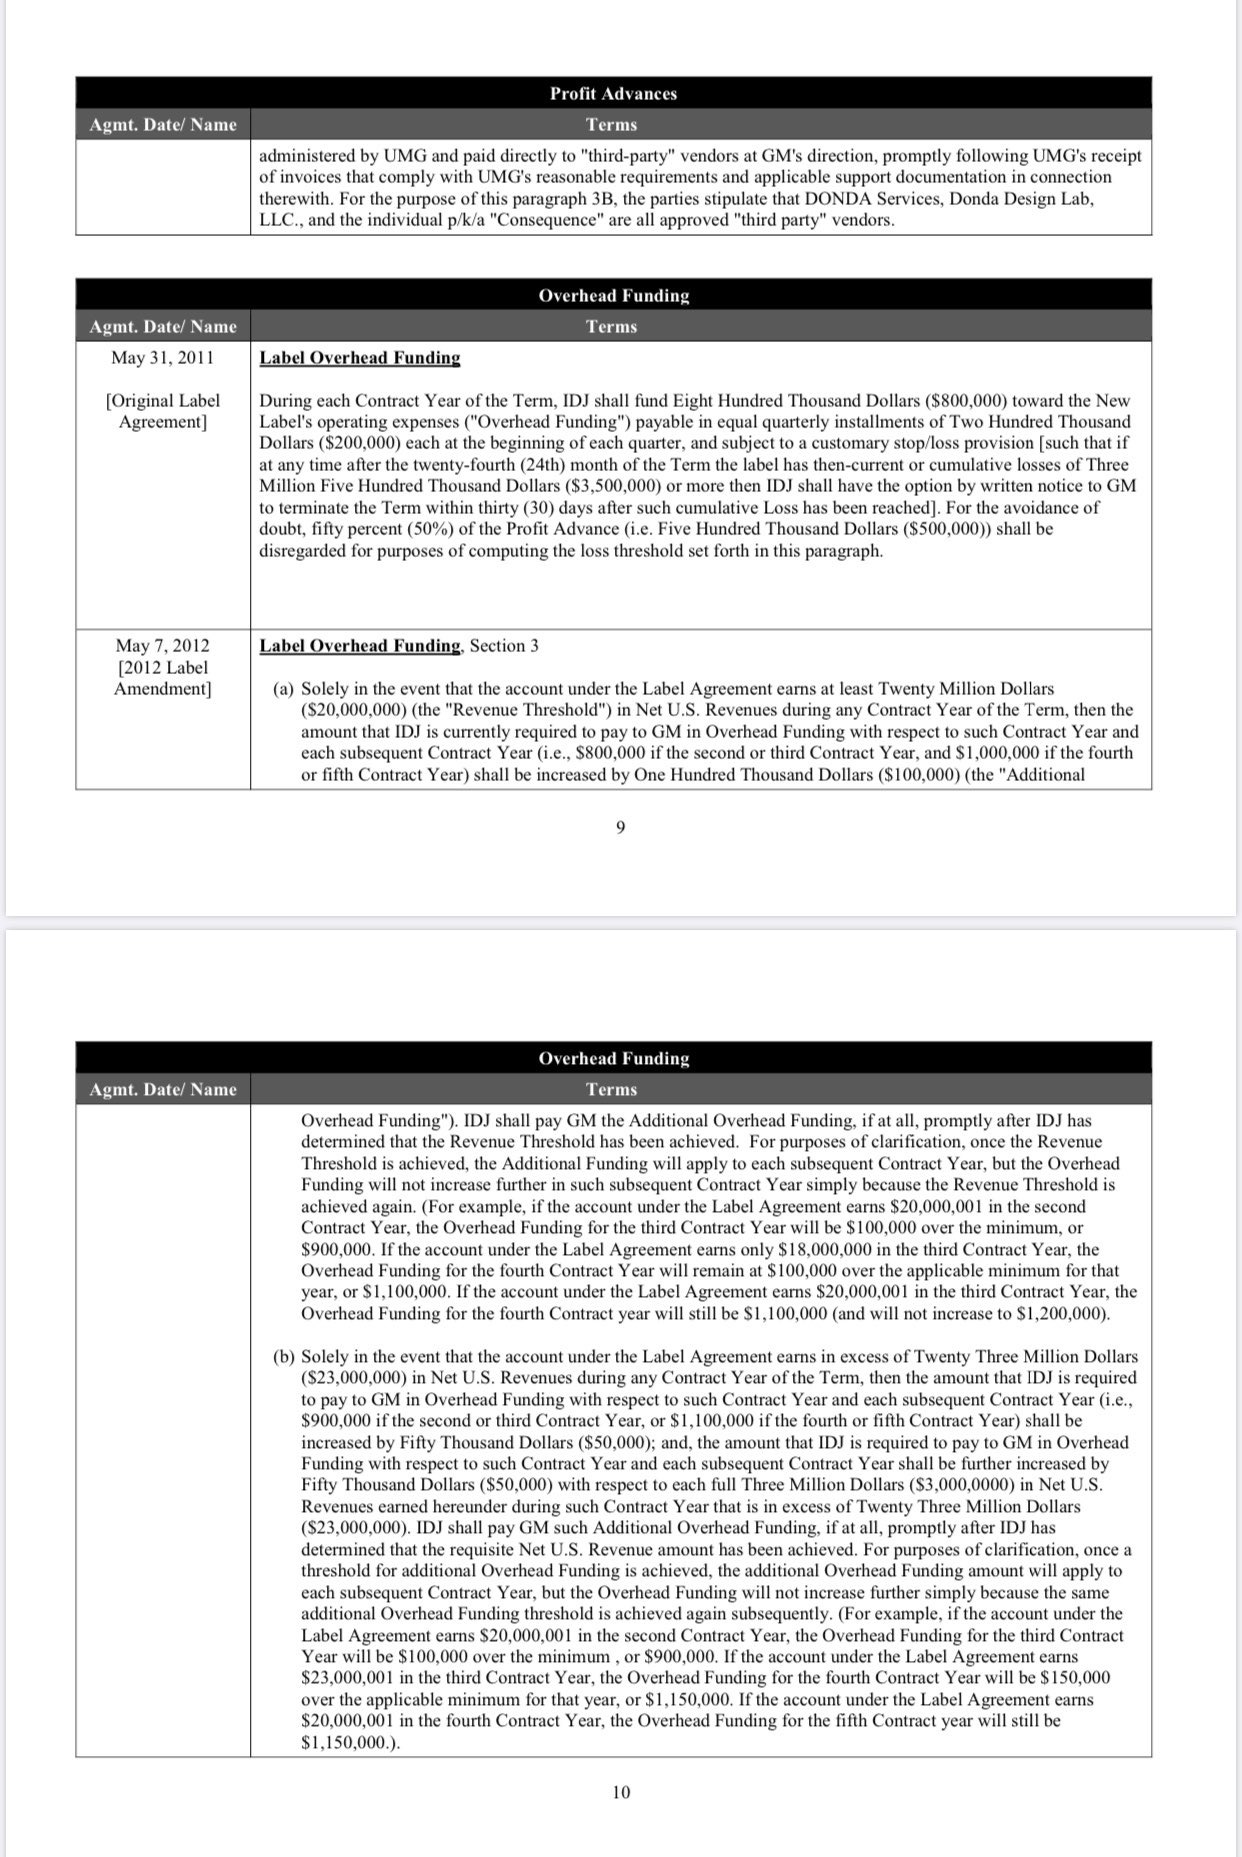 Profit Advances
Agmt. Date/ Name
Terms
administered by UMG and paid directly to "third-party" vendors at GM's direction, promptly following UMG's receipt
of invoices that comply with UMG's reasonable requirements and applicable support documentation in connection
therewith. For the purpose of this paragraph 3B, the parties stipulate that DONDA Services, Donda Design Lab,
LLC., and the individual p/k/a "Consequence" are all approved "third party" vendors.
Overhead Funding
Agmt. Date/ Name
Terms
May 31, 2011
[Original Label
Agreement]
Label Overhead Funding
During each Contract Year of the Term, IDJ shall fund Eight Hundred Thousand Dollars ($800,000) toward the New
Label's operating expenses ("Overhead Funding") payable in equal quarterly installments of Two Hundred Thousand
Dollars ($200,000) each at the beginning of each quarter, and subject to a customary stop/loss provision [such that if
at any time after the twenty-fourth (24th) month of the Term the label has then-current or cumulative losses of Three
Million Five Hundred Thousand Dollars ($3,500,000) or more then IDJ shall have the option by written notice to GM
to terminate the Term within thirty (30) days after such cumulative Loss has been reached]. For the avoidance of
doubt, fifty percent (50%) of the Profit Advance (i.e. Five Hundred Thousand Dollars ($500,000)) shall be
disregarded for purposes of computing the loss threshold set forth in this paragraph.
May 7, 2012
[2012 Label
Amendment]
Label Overhead Funding, Section 3
(a) Solely in the event that the account under the Label Agreement earns at least Twenty Million Dollars
($20,000,000) (the "Revenue Threshold") in Net U.S. Revenues during any Contract Year of the Term, then the
amount that IDJ is currently required to pay to GM in Overhead Funding with respect to such Contract Year and
each subsequent Contract Year (i.e., $800,000 if the second or third Contract Year, and $1,000,000 if the fourth
or fifth Contract Year) shall be increased by One Hundred Thousand Dollars ($100,000) (the "Additional
9
Overhead Funding
Agmt. Date/ Name
Terms
Overhead Funding"). IDJ shall pay GM the Additional Overhead Funding, if at all, promptly after IDJ has
determined that the Revenue Threshold has been achieved.  For purposes of clarification, once the Revenue
Threshold is achieved, the Additional Funding will apply to each subsequent Contract Year, but the Overhead
Funding will not increase further in such subsequent Contract Year simply because the Revenue Threshold is
achieved again. (For example, if the account under the Label Agreement earns $20,000,001 in the second
Contract Year, the Overhead Funding for the third Contract Year will be $100,000 over the minimum, or
$900,000. If the account under the Label Agreement earns only $18,000,000 in the third Contract Year, the
Overhead Funding for the fourth Contract Year will remain at $100,000 over the applicable minimum for that
year, or $1,100,000. If the account under the Label Agreement earns $20,000,001 in the third Contract Year, the
Overhead Funding for the fourth Contract year will still be $1,100,000 (and will not increase to $1,200,000).
(b) Solely in the event that the account under the Label Agreement earns in excess of Twenty Three Million Dollars
($23,000,000) in Net U.S. Revenues during any Contract Year of the Term, then the amount that IDJ is required
to pay to GM in Overhead Funding with respect to such Contract Year and each subsequent Contract Year (i.e.,
$900,000 if the second or third Contract Year, or $1,100,000 if the fourth or fifth Contract Year) shall be
increased by Fifty Thousand Dollars ($50,000); and, the amount that IDJ is required to pay to GM in Overhead
Funding with respect to such Contract Year and each subsequent Contract Year shall be further increased by
Fifty Thousand Dollars ($50,000) with respect to each full Three Million Dollars ($3,000,0000) in Net U.S.
Revenues earned hereunder during such Contract Year that is in excess of Twenty Three Million Dollars
($23,000,000). IDJ shall pay GM such Additional Overhead Funding, if at all, promptly after IDJ has
determined that the requisite Net U.S. Revenue amount has been achieved. For purposes of clarification, once a
threshold for additional Overhead Funding is achieved, the additional Overhead Funding amount will apply to
each subsequent Contract Year, but the Overhead Funding will not increase further simply because the same
additional Overhead Funding threshold is achieved again subsequently. (For example, if the account under the
Label Agreement earns $20,000,001 in the second Contract Year, the Overhead Funding for the third Contract
Year will be $100,000 over the minimum , or $900,000. If the account under the Label Agreement earns
$23,000,001 in the third Contract Year, the Overhead Funding for the fourth Contract Year will be $150,000
over the applicable minimum for that year, or $1,150,000. If the account under the Label Agreement earns
$20,000,001 in the fourth Contract Year, the Overhead Funding for the fifth Contract year will still be
$1,150,000.).
10